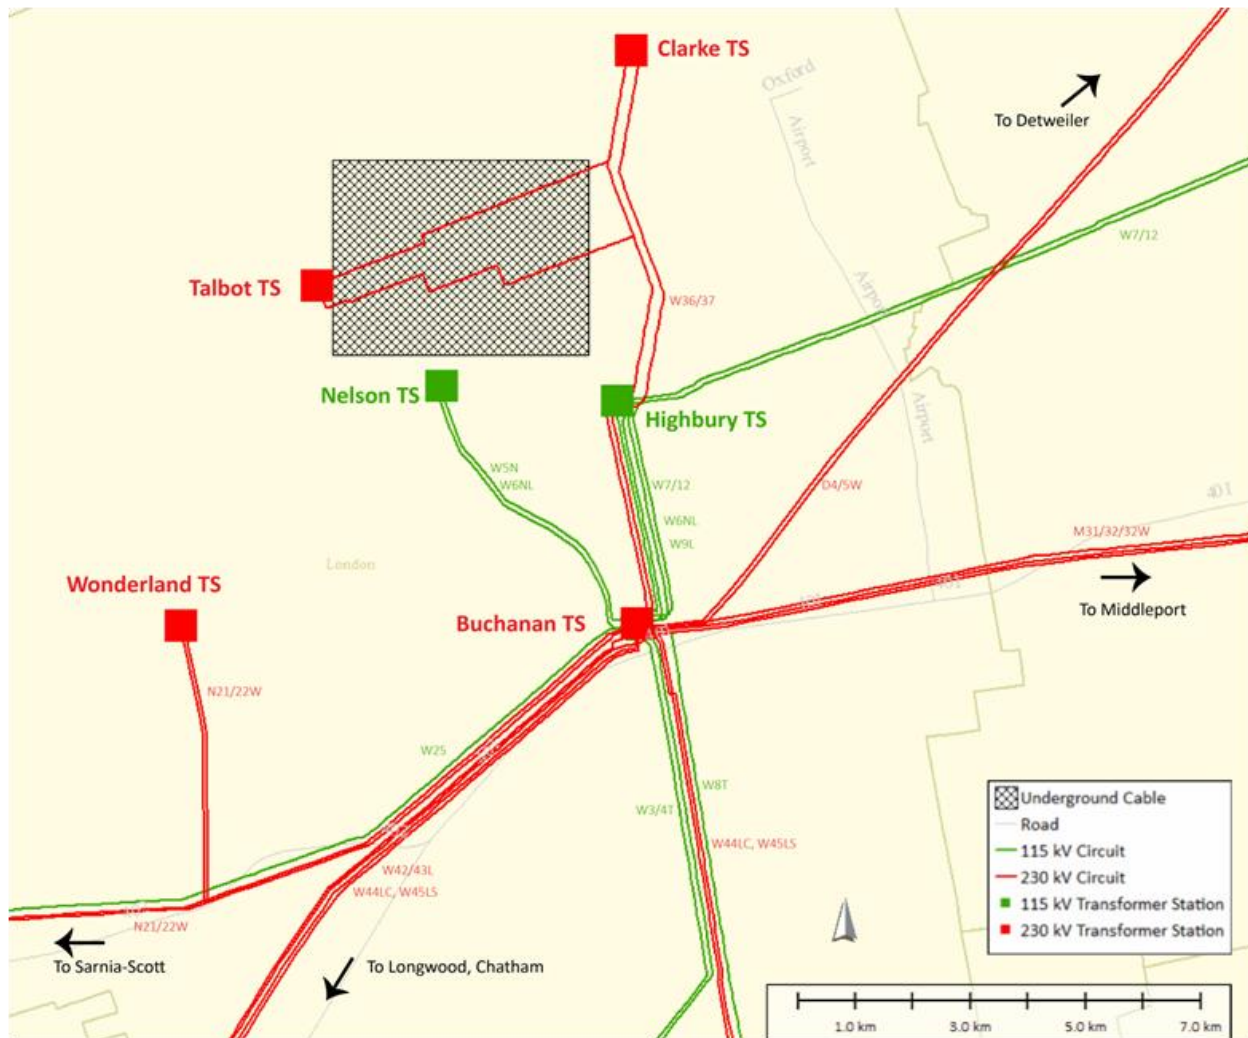 Clarke TS
Oxford
To Detweiler
Airport
W7/12
Talbot TS
Airport
W36/37
Nelson TS
Highbury TS
Airport
W5N
W6NL
W7/12
D4/5W
401
W6NL
M31/32/32W
W9L
London
Wonderland TS
401
401
To Middleport
Buchanan TS
N21/22W
W25
W8T
W3/4T
Underground Cable
Road
W44LC, W45LS
115 kV Circuit
W42/43L
230 kV Circuit
W44LC, W45LS
115 kV Transformer Station
N21/22W
230 kV Transformer Station
To Sarnia-Scott
To Longwood, Chatham
1.0 km
3.0 km
5.0 km
7.0 km